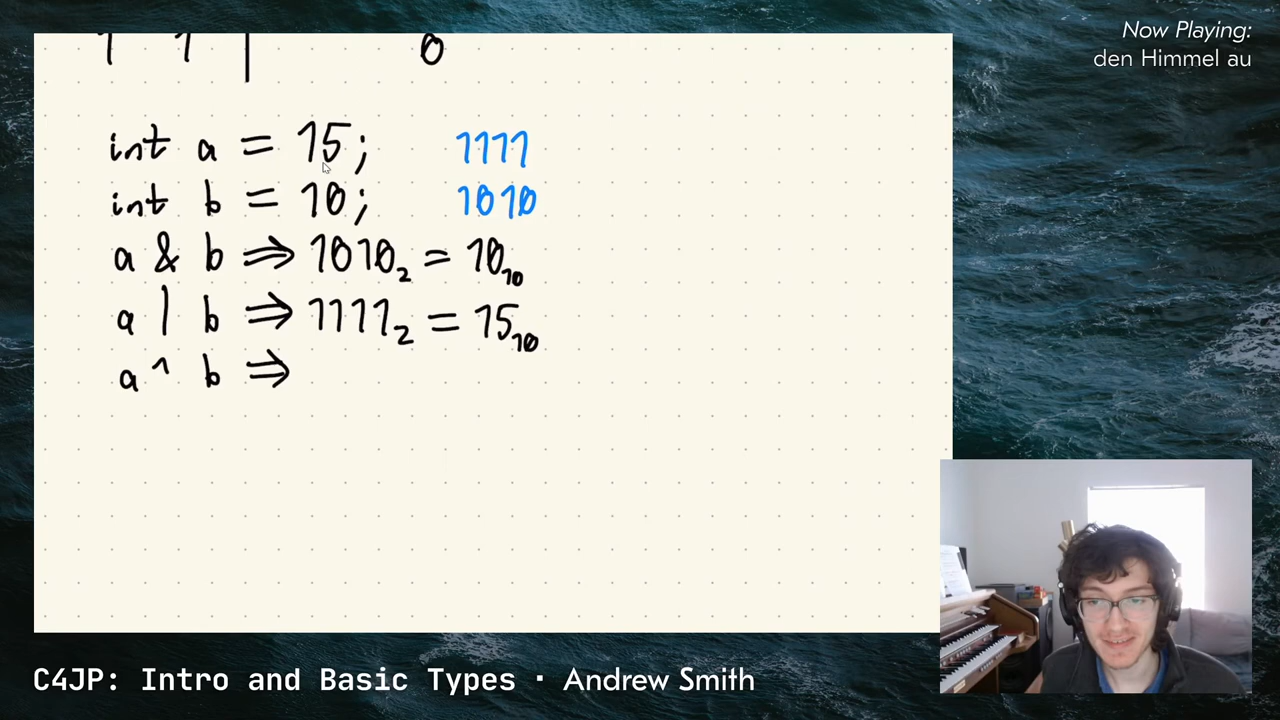 Now Playing:
den Himmel au
1 1 | 0
int a = 15; 1111
int b = 10; 1010
a & b ⇒ 1010₂ = 10₁₀
a | b ⇒ 1111₂ = 15₁₀
a ^ b ⇒
C4JP: Intro and Basic Types · Andrew Smith